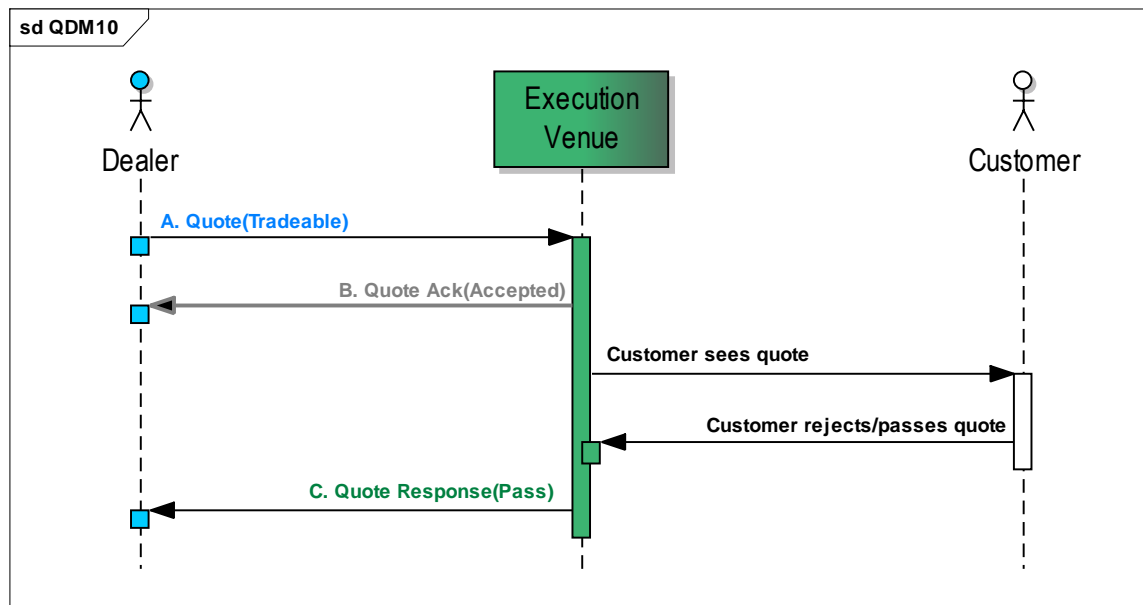 sd QDM10
Execution
Venue
Dealer
Customer
A. Quote(Tradeable)
B. Quote Ack(Accepted)
Customer sees quote
Customer rejects/passes quote
C. Quote Response(Pass)